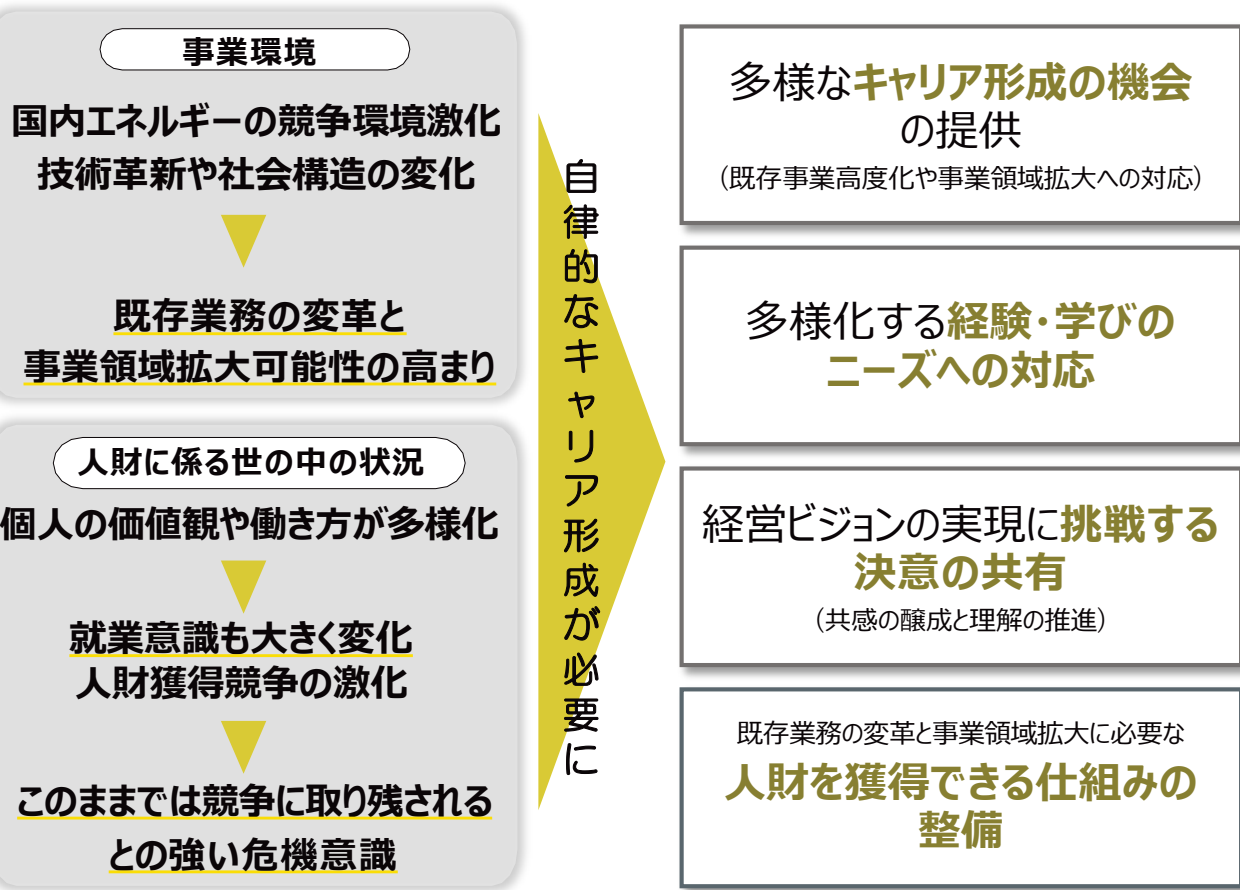 事業環境
国内エネルギーの競争環境激化
技術革新や社会構造の変化
既存業務の変革と
事業領域拡大可能性の高まり
人財に係る世の中の状況
個人の価値観や働き方が多様化
就業意識も大きく変化
人財獲得競争の激化
このままでは競争に取り残される
との強い危機意識
自律的なキャリア形成が必要に
多様なキャリア形成の機会
の提供
（既存事業高度化や事業領域拡大への対応）
多様化する経験・学びの
ニーズへの対応
経営ビジョンの実現に挑戦する
決意の共有
（共感の醸成と理解の推進）
既存業務の変革と事業領域拡大に必要な
人財を獲得できる仕組みの
整備